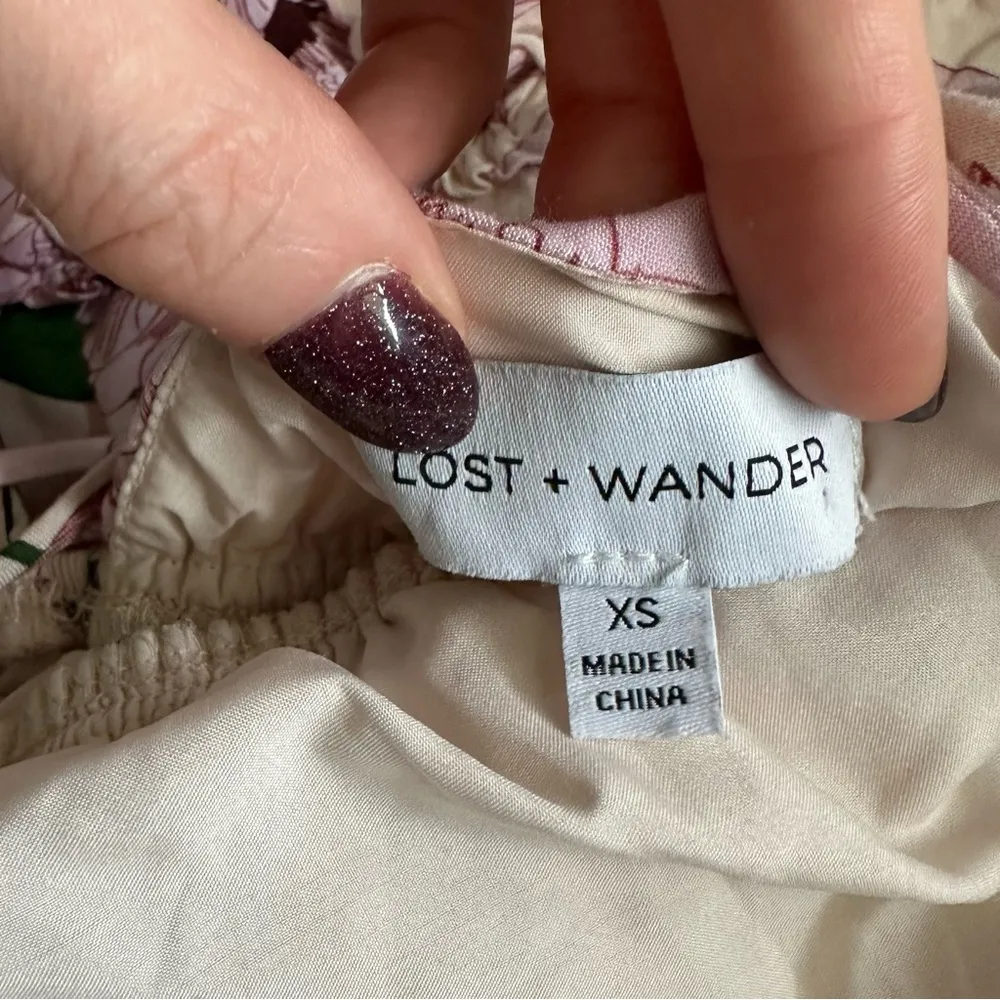 LOST + WANDER
XS
MADE IN
CHINA